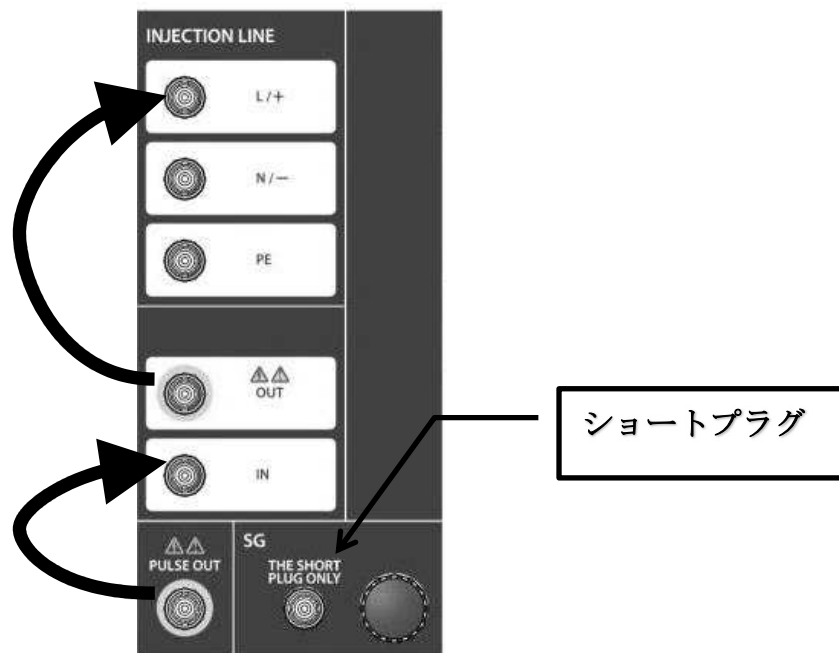 INJECTION LINE
L/+
N/—
PE
OUT
IN
ショートプラグ
PULSE OUT
SG
THE SHORT
PLUG ONLY